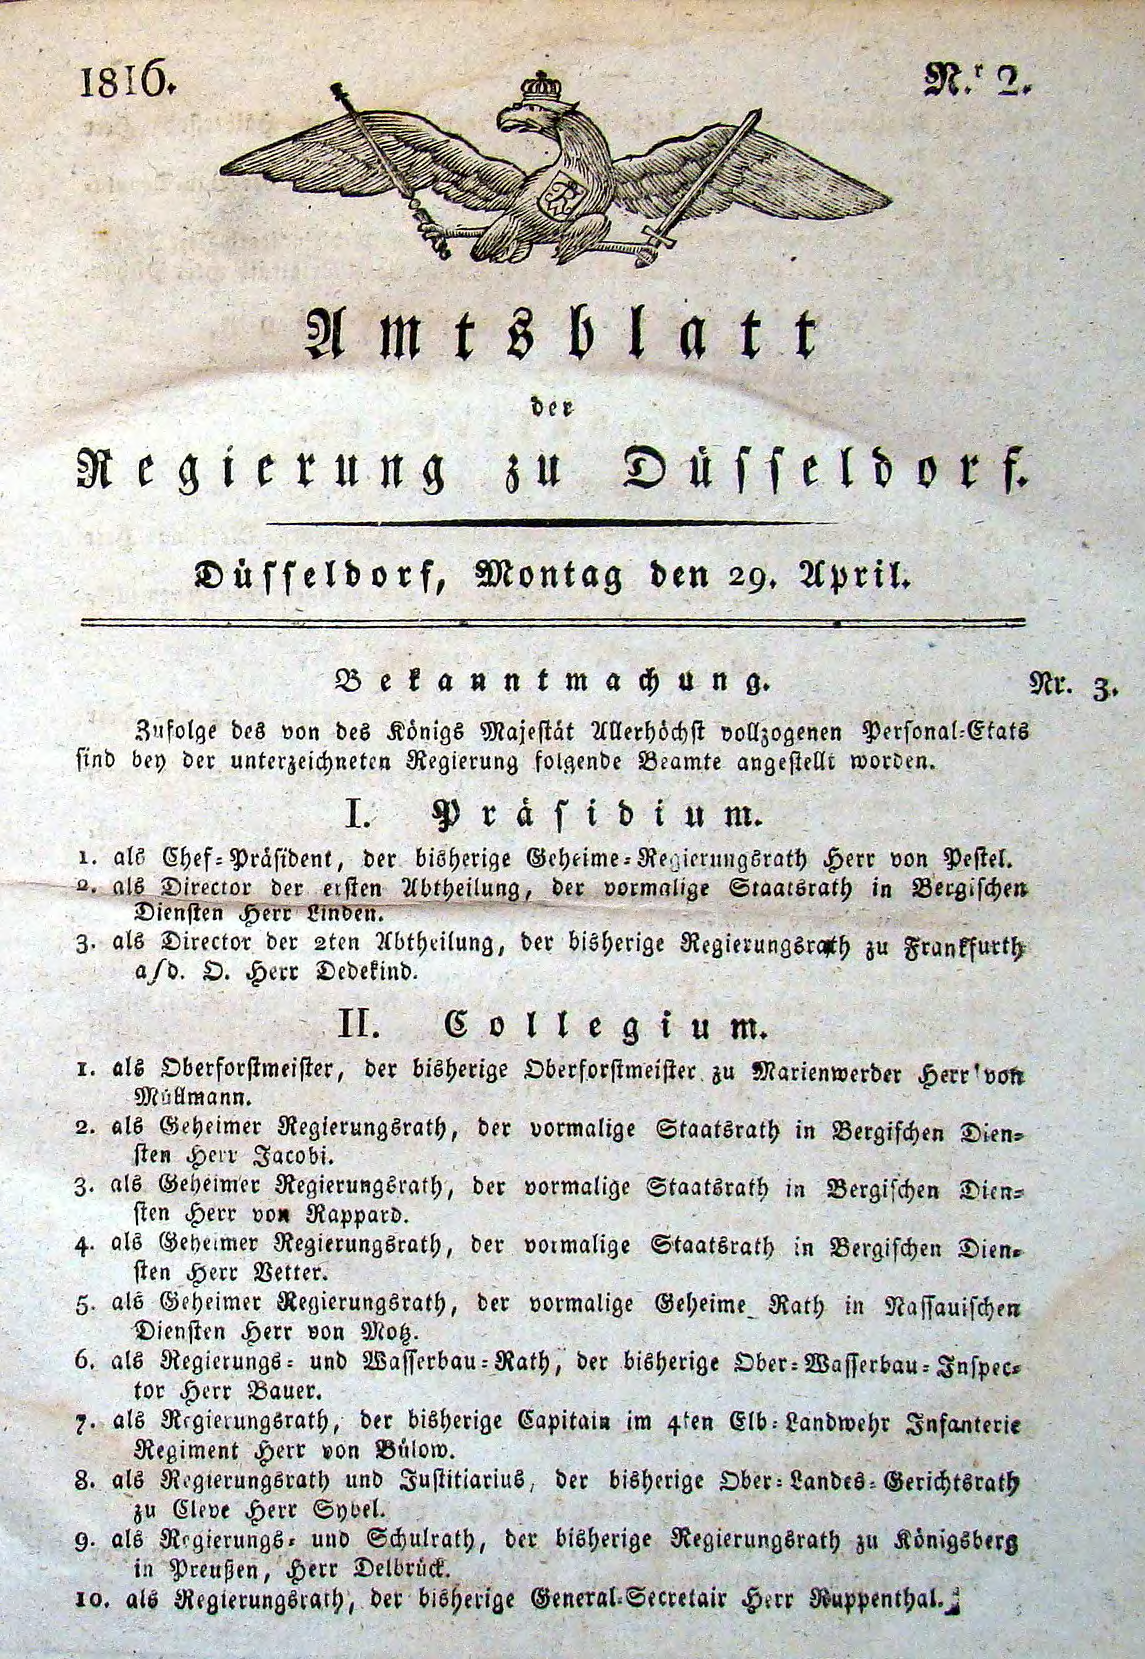 1816.
N.r 2.
Amtsblatt
der
Regierung zu Düsseldorf.
Düsseldorf, Montag den 29. April.
Bekanntmachung.
Nr. 3.
Zufolge des von des Königs Majestät Allerhöchst vollzogenen Personal-Etats
sind bey der unterzeichneten Regierung folgende Beamte angestellt worden.
I. Präsidium.
1. als Chef-Präsident, der bisherige Geheime-Regierungsrath Herr von Pestel.
2. als Director der ersten Abtheilung, der vormalige Staatsrath in Bergischen
Diensten Herr Linden.
3. als Director der 2ten Abtheilung, der bisherige Regierungsrath zu Frankfurth
a/d. O. Herr Dedekind.
II. Collegium.
1. als Oberforstmeister, der bisherige Oberforstmeister zu Marienwerder Herr von
Müllmann.
2. als Geheimer Regierungsrath, der vormalige Staatsrath in Bergischen Dien-
sten Herr Jacobi.
3. als Geheimer Regierungsrath, der vormalige Staatsrath in Bergischen Dien-
sten Herr von Rappard.
4. als Geheimer Regierungsrath, der vormalige Staatsrath in Bergischen Dien-
sten Herr Vetter.
5. als Geheimer Regierungsrath, der vormalige Geheime Rath in Nassauischen
Diensten Herr von Motz.
6. als Regierungs- und Wasserbau-Rath, der bisherige Ober-Wasserbau-Inspec-
tor Herr Bauer.
7. als Regierungsrath, der bisherige Capitain im 4ten Elb-Landwehr Infanterie
Regiment Herr von Bülow.
8. als Regierungsrath und Justitiarius, der bisherige Ober-Landes-Gerichtsrath
zu Cleve Herr Sybel.
9. als Regierungs- und Schulrath, der bisherige Regierungsrath zu Königsberg
in Preußen, Herr Delbrück.
10. als Regierungsrath, der bisherige General-Secretair Herr Ruppenthal.